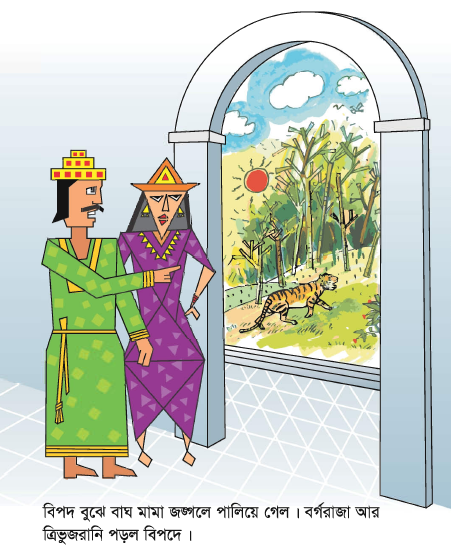 বিপদ বুঝে বাঘ মামা জঙ্গলে পালিয়ে গেল । বর্গরাজা আর
ত্রিভুজরানি পড়ল বিপদে ।